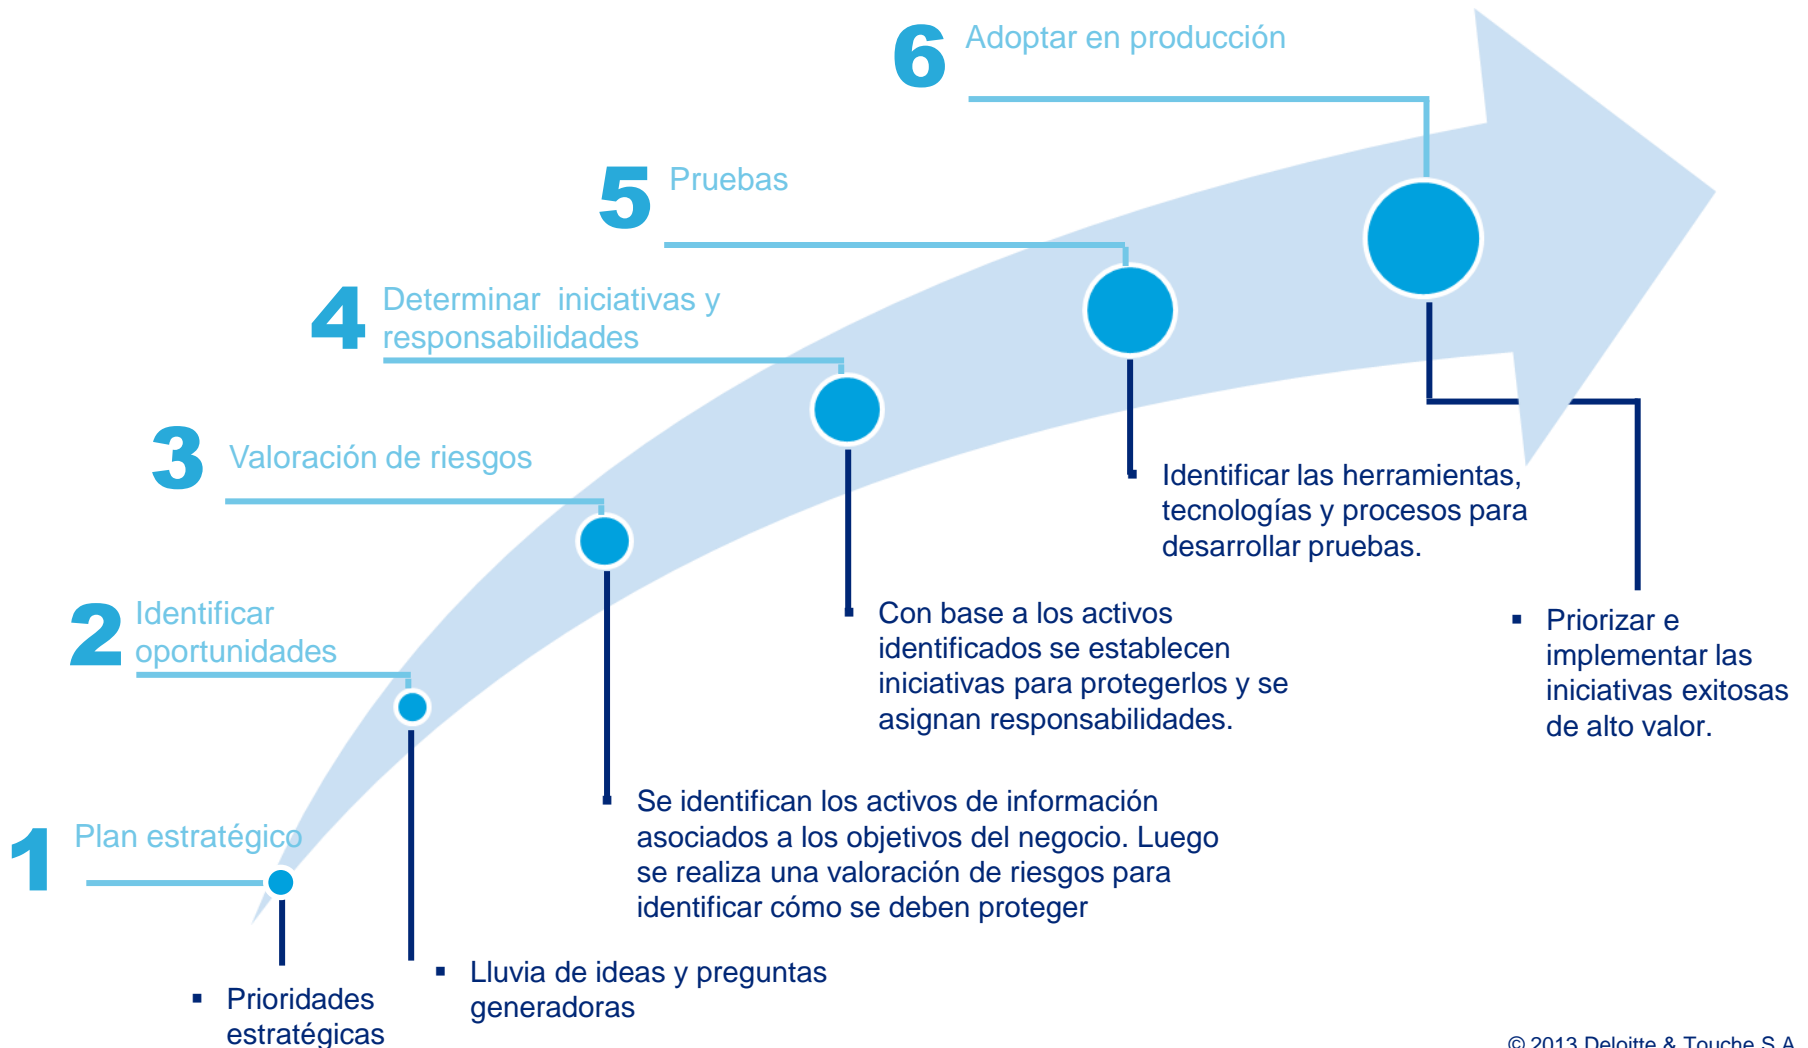 6
Adoptar en producción
5
Pruebas
4
Determinar iniciativas y
responsabilidades
3
Valoración de riesgos
Identificar las herramientas,
tecnologías y procesos para
desarrollar pruebas.
2
Identificar
oportunidades
Con base a los activos
identificados se establecen
iniciativas para protegerlos y se
asignan responsabilidades.
Priorizar e
implementar las
iniciativas exitosas
de alto valor.
1
Plan estratégico
Se identifican los activos de información
asociados a los objetivos del negocio. Luego
se realiza una valoración de riesgos para
identificar cómo se deben proteger
Lluvia de ideas y preguntas
generadoras
Prioridades
estratégicas
© 2013 Deloitte & Touche S.A